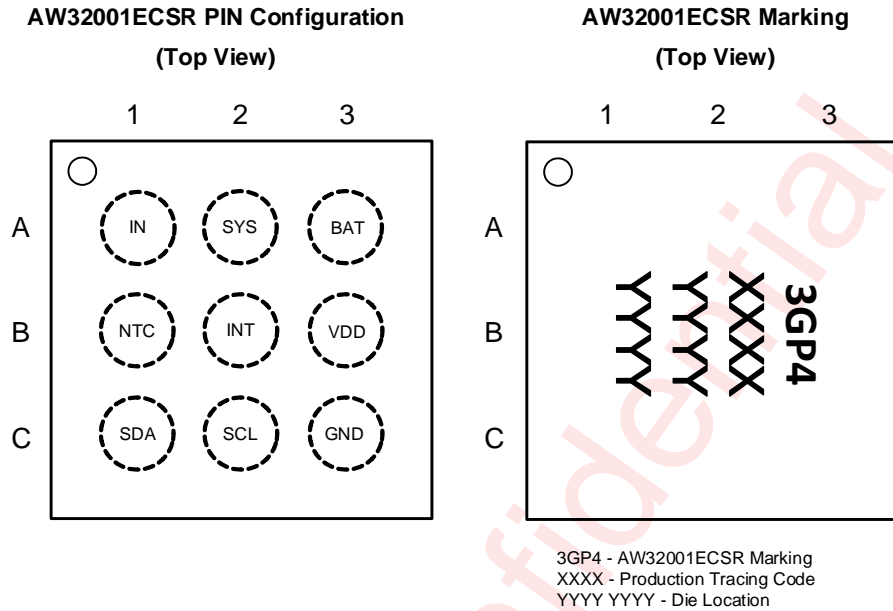 AW32001ECSR PIN Configuration
(Top View)
1 2 3
A IN SYS BAT
B NTC INT VDD
C SDA SCL GND
AW32001ECSR Marking
(Top View)
1 2 3
A
B
C
3GP4
XXXX
YYYY
YYYY
3GP4 - AW32001ECSR Marking
XXXX - Production Tracing Code
YYYY YYYY - Die Location